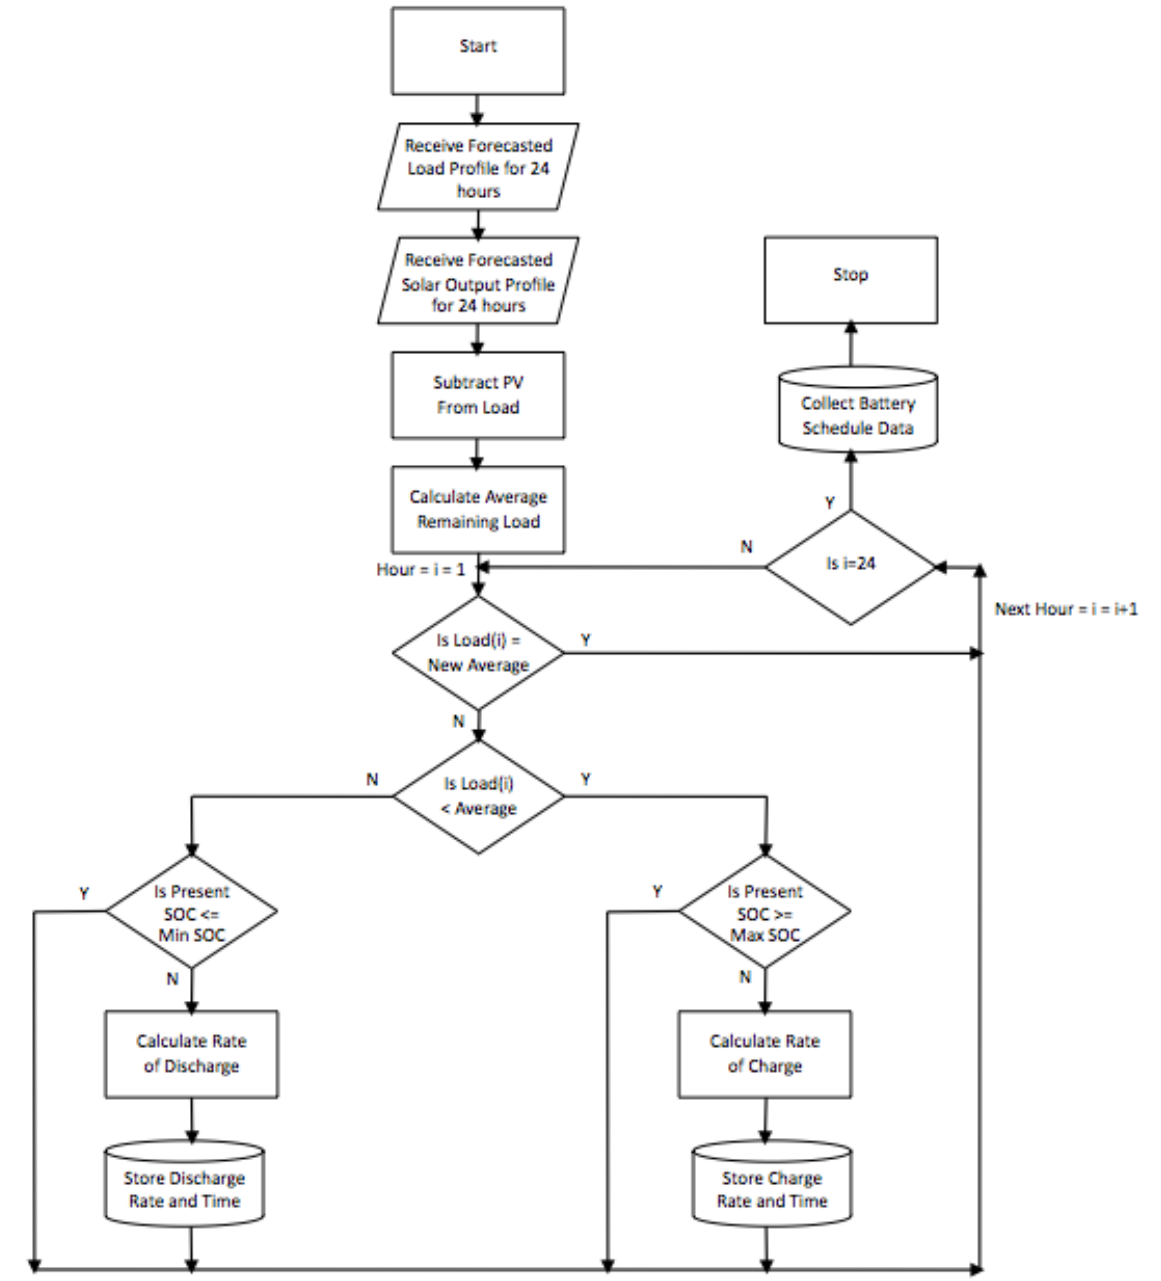 Start
Receive Forecasted
Load Profile for 24
hours
Receive Forecasted
Solar Output Profile
for 24 hours
Stop
Subtract PV
From Load
Collect Battery
Schedule Data
Calculate Average
Remaining Load
Y
N
Hour = i = 1
Is i=24
Next Hour = i = i+1
Is Load(i) =
New Average
Y
N
Is Load(i)
< Average
N
Y
Is Present
SOC <=
Min SOC
Y
N
Is Present
SOC >=
Max SOC
Y
N
Calculate Rate
of Discharge
Calculate Rate
of Charge
Store Discharge
Rate and Time
Store Charge
Rate and Time